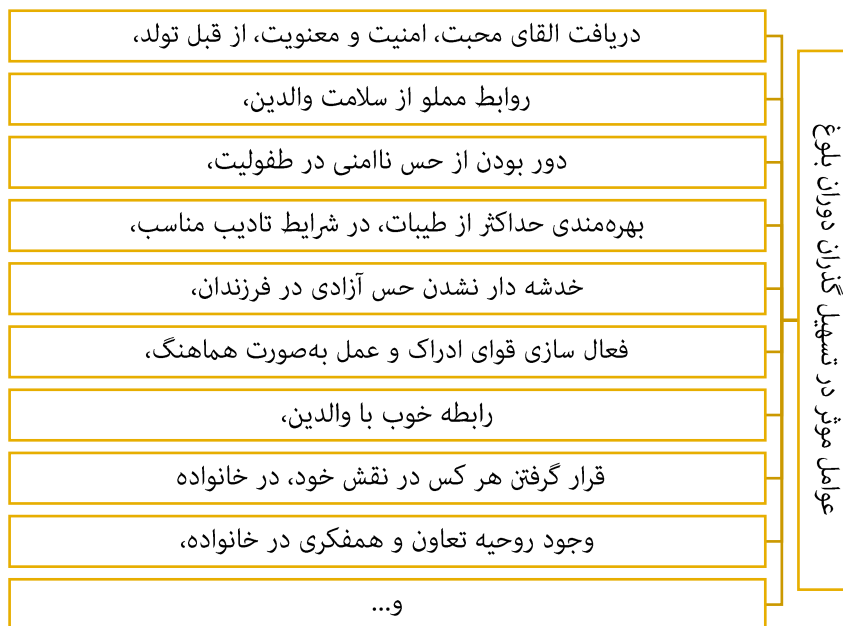 عوامل موثر در تسهیل گذران دوران بلوغ
دریافت القای محبت، امنیت و معنویت، از قبل تولد،
روابط مملو از سلامت والدین،
دور بودن از حس ناامنی در طفولیت،
بهره‌مندی حداکثر از طیبات، در شرایط تادیب مناسب،
خدشه دار نشدن حس آزادی در فرزندان،
فعال سازی قوای ادراک و عمل به‌صورت هماهنگ،
رابطه خوب با والدین،
قرار گرفتن هر کس در نقش خود، در خانواده
وجود روحیه تعاون و همفکری در خانواده،
و...